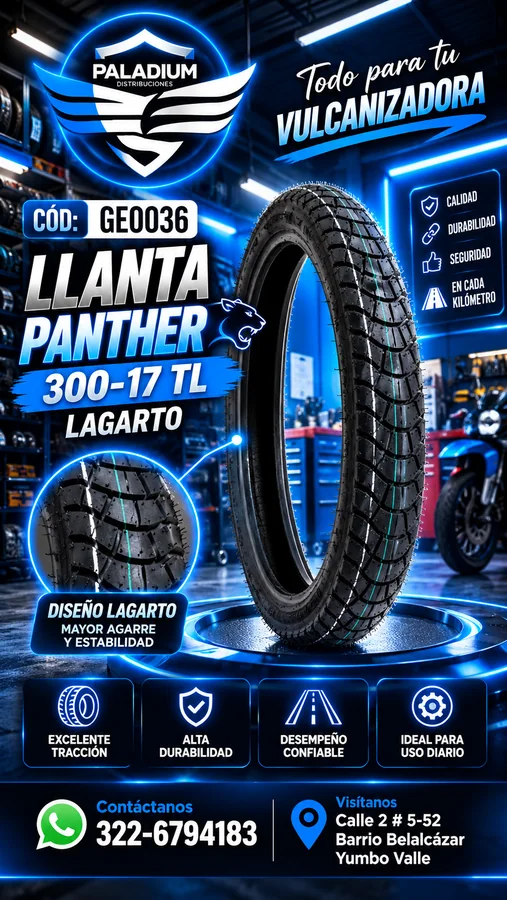 PALADIUM
DISTRIBUCIONES
Todo para tu
VULCANIZADORA
CALIDAD
DURABILIDAD
SEGURIDAD
EN CADA
KILÓMETRO
CÓD: GE0036
LLANTA
PANTHER
300-17 TL
LAGARTO
DISEÑO LAGARTO
MAYOR AGARRE
Y ESTABILIDAD
EXCELENTE
TRACCIÓN
ALTA
DURABILIDAD
DESEMPEÑO
CONFIABLE
IDEAL PARA
USO DIARIO
Contáctanos
322-6794183
Visítanos
Calle 2 # 5-52
Barrio Belalcázar
Yumbo Valle